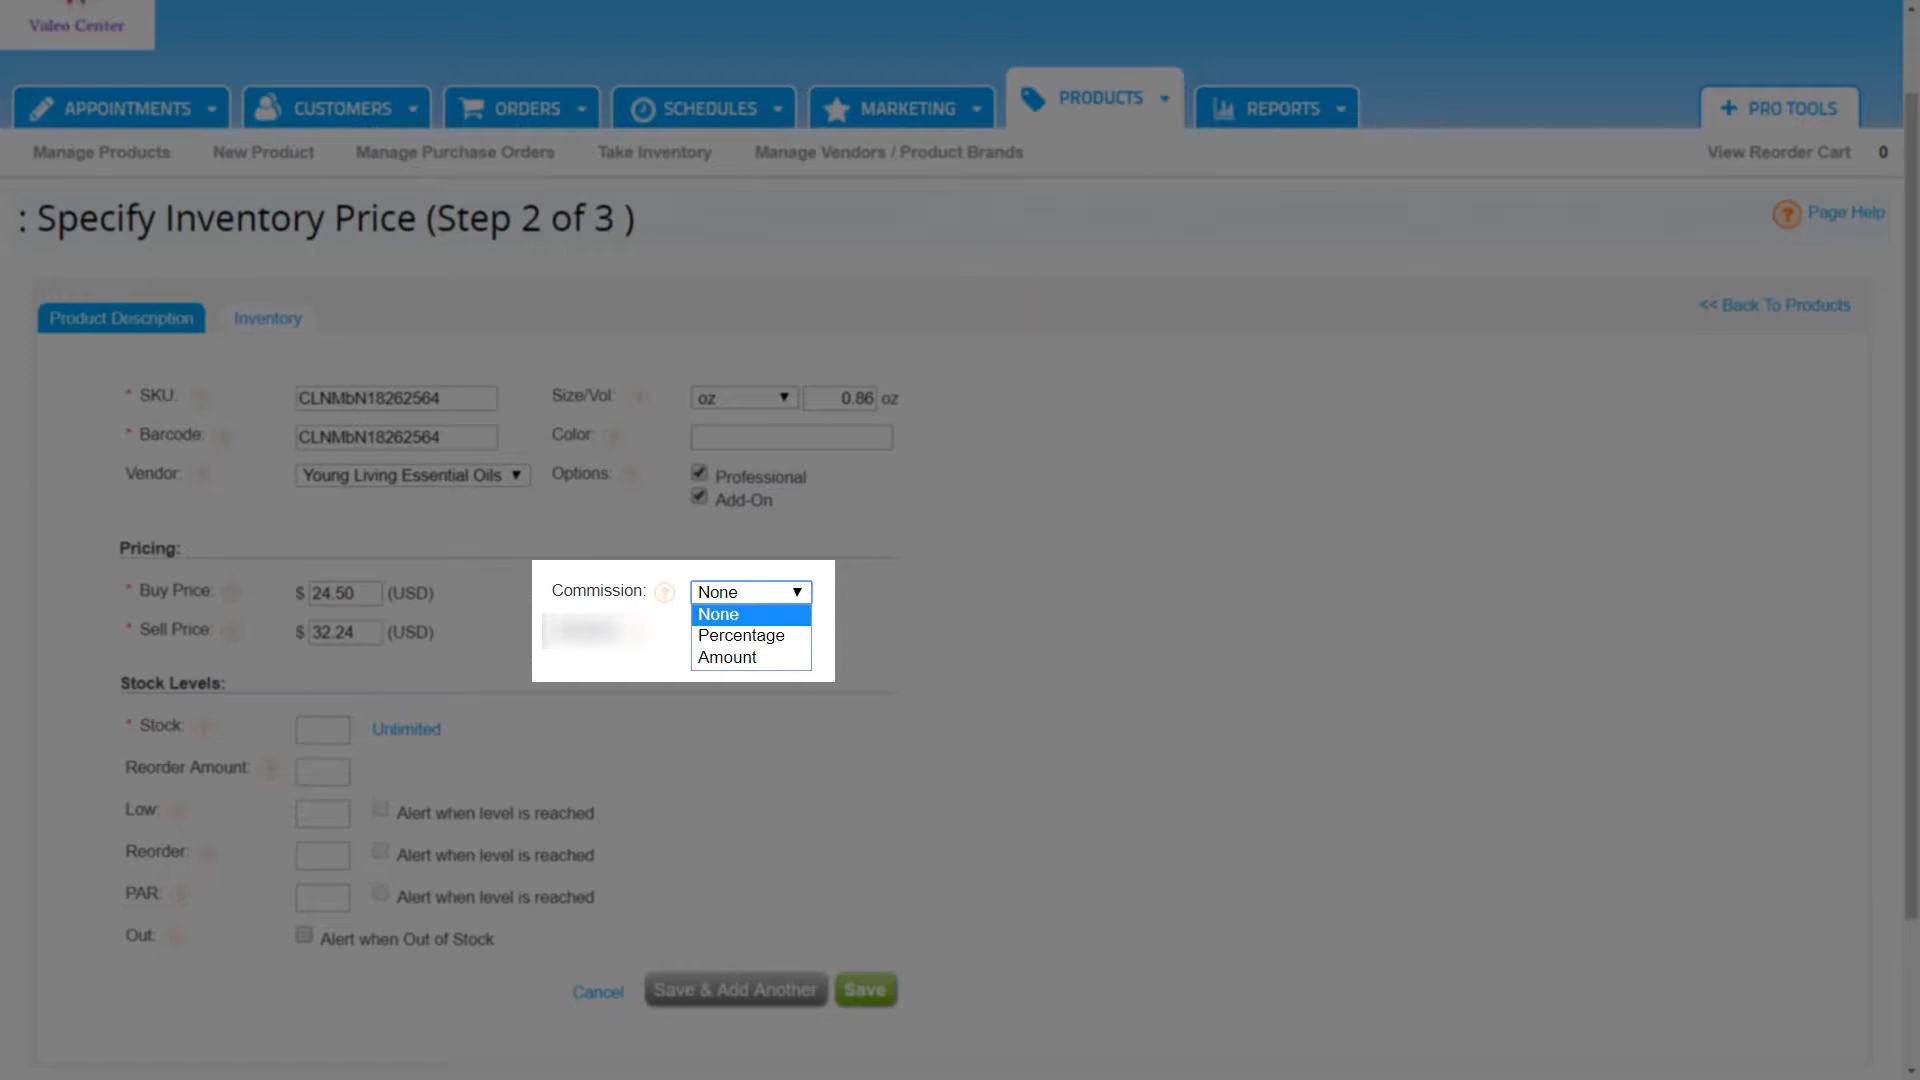 Valeo Center
APPOINTMENTS CUSTOMERS ORDERS SCHEDULES MARKETING PRODUCTS REPORTS + PRO TOOLS
Manage Products New Product Manage Purchase Orders Take Inventory Manage Vendors / Product Brands View Reorder Cart 0
: Specify Inventory Price (Step 2 of 3 ) ? Page Help
Product Description Inventory << Back To Products
* SKU: CLNMbN18262564 Size/Vol: oz 0.86 oz
* Barcode: CLNMbN18262564 Color:
Vendor: Young Living Essential Oils Options: Professional
Add-On
Pricing:
* Buy Price: $ 24.50 (USD) Commission: ? None
None
* Sell Price: $ 32.24 (USD) Percentage
Amount
Stock Levels:
* Stock: Unlimited
Reorder Amount:
Low: Alert when level is reached
Reorder: Alert when level is reached
PAR: Alert when level is reached
Out: Alert when Out of Stock
Cancel Save & Add Another Save